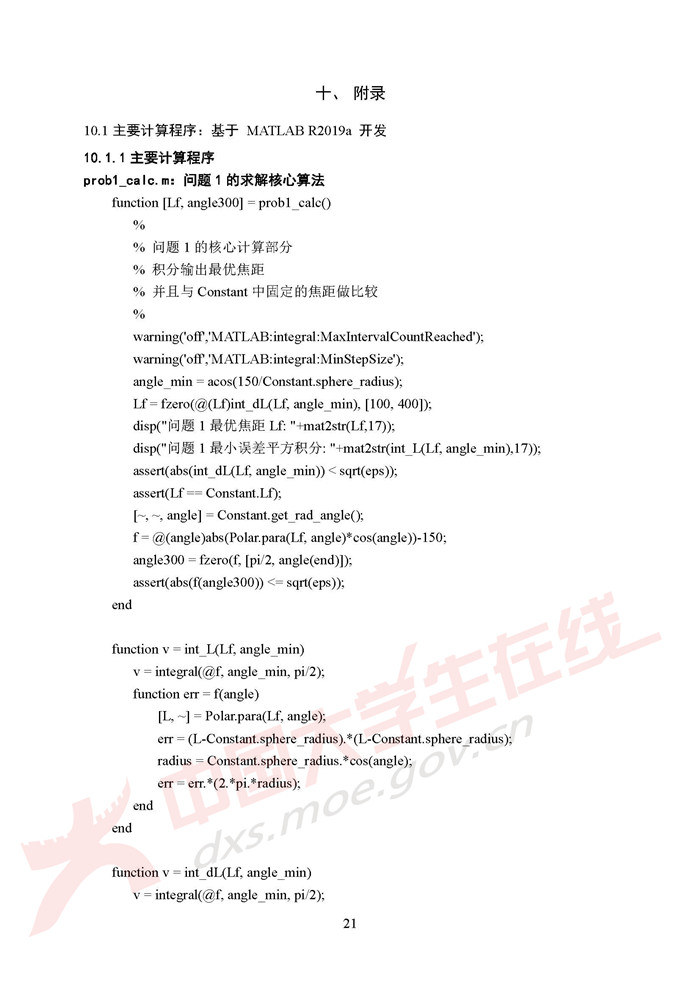 十、 附录
10.1 主要计算程序：基于 MATLAB R2019a 开发
10.1.1 主要计算程序
prob1_calc.m：问题 1 的求解核心算法
function [Lf, angle300] = prob1_calc()
%
% 问题 1 的核心计算部分
% 积分输出最优焦距
% 并且与 Constant 中固定的焦距做比较
%
warning('off','MATLAB:integral:MaxIntervalCountReached');
warning('off','MATLAB:integral:MinStepSize');
angle_min = acos(150/Constant.sphere_radius);
Lf = fzero(@(Lf)int_dL(Lf, angle_min), [100, 400]);
disp("问题 1 最优焦距 Lf: "+mat2str(Lf,17));
disp("问题 1 最小误差平方积分: "+mat2str(int_L(Lf, angle_min),17));
assert(abs(int_dL(Lf, angle_min)) < sqrt(eps));
assert(Lf == Constant.Lf);
[~, ~, angle] = Constant.get_rad_angle();
f = @(angle)abs(Polar.para(Lf, angle)*cos(angle))-150;
angle300 = fzero(f, [pi/2, angle(end)]);
assert(abs(f(angle300)) <= sqrt(eps));
end
function v = int_L(Lf, angle_min)
v = integral(@f, angle_min, pi/2);
function err = f(angle)
[L, ~] = Polar.para(Lf, angle);
err = (L-Constant.sphere_radius).*(L-Constant.sphere_radius);
radius = Constant.sphere_radius.*cos(angle);
err = err.*(2.*pi.*radius);
end
end
function v = int_dL(Lf, angle_min)
v = integral(@f, angle_min, pi/2);
21
中国大学生在线
dxs.moe.gov.cn